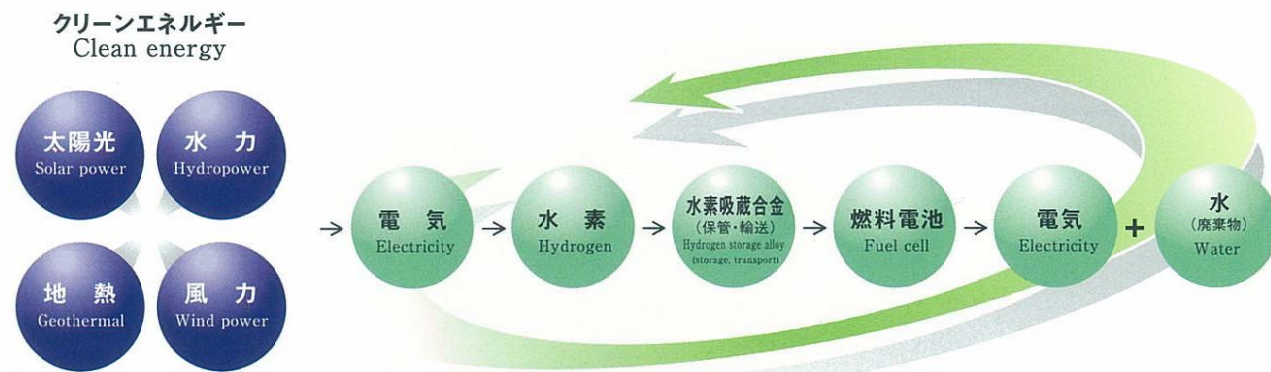 クリーンエネルギー
Clean energy
太陽光
Solar power
水 力
Hydropower
地 熱
Geothermal
風 力
Wind power
電 気
Electricity
水 素
Hydrogen
水素吸蔵合金
(保管・輸送)
Hydrogen storage alloy
(storage, transport)
燃料電池
Fuel cell
電気
Electricity
+
水
(廃棄物)
Water